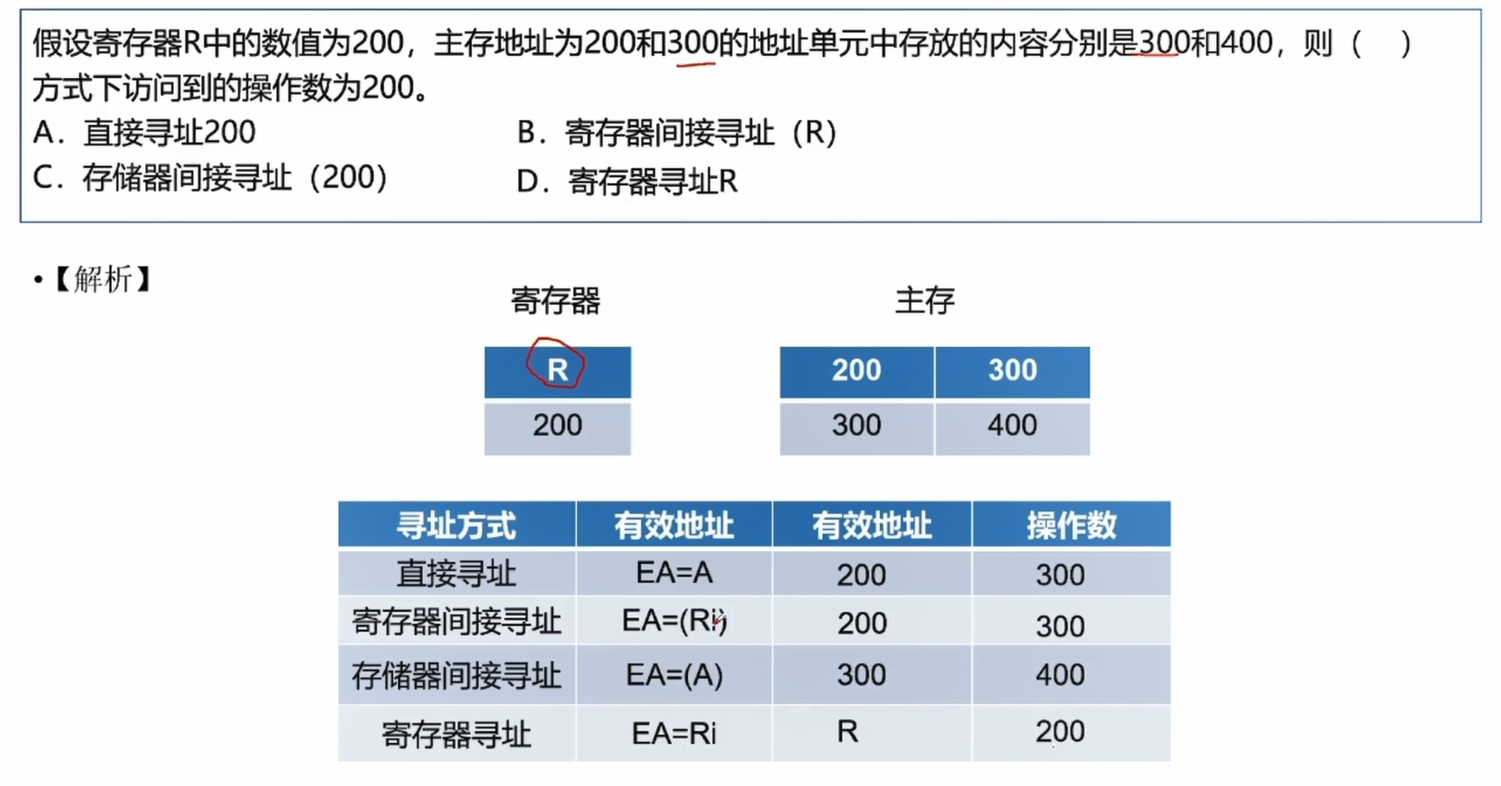 假设寄存器R中的数值为200，主存地址为200和300的地址单元中存放的内容分别是300和400，则（　）
方式下访问到的操作数为200。
A．直接寻址200 B．寄存器间接寻址（R）
C．存储器间接寻址（200） D．寄存器寻址R
•【解析】
寄存器 主存
R 200 300
200 300 400
寻址方式 有效地址 有效地址 操作数
直接寻址 EA=A 200 300
寄存器间接寻址 EA=(Ri) 200 300
存储器间接寻址 EA=(A) 300 400
寄存器寻址 EA=Ri R 200